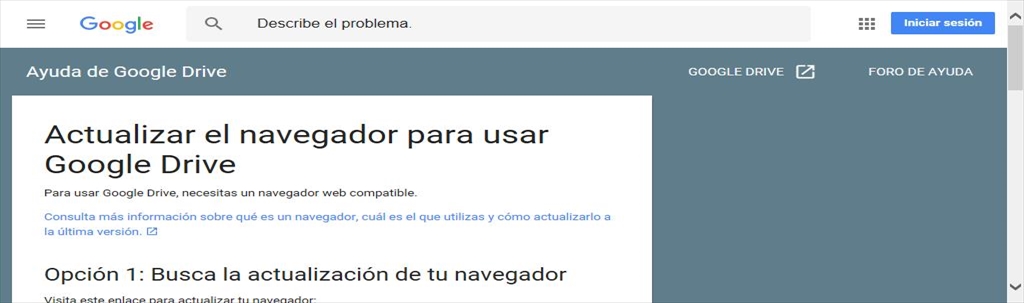 Google
Describe el problema.
Iniciar sesión
Ayuda de Google Drive
GOOGLE DRIVE
FORO DE AYUDA
Actualizar el navegador para usar
Google Drive
Para usar Google Drive, necesitas un navegador web compatible.
Consulta más información sobre qué es un navegador, cuál es el que utilizas y cómo actualizarlo a
la última versión.
Opción 1: Busca la actualización de tu navegador
Visita este enlace para actualizar tu navegador: